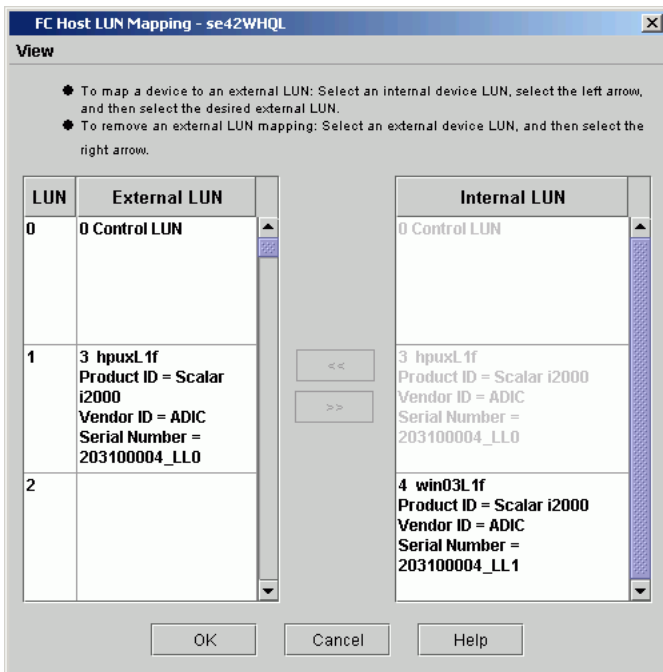 FC Host LUN Mapping - se42WHQL
View
To map a device to an external LUN: Select an internal device LUN, select the left arrow,
and then select the desired external LUN.
To remove an external LUN mapping: Select an external device LUN, and then select the
right arrow.
LUN External LUN
0 0 Control LUN
1 3 hpuxL1f
Product ID = Scalar
i2000
Vendor ID = ADIC
Serial Number =
203100004_LL0
2
<<
>>
Internal LUN
0 Control LUN
3 hpuxL1f
Product ID = Scalar i2000
Vendor ID = ADIC
Serial Number =
203100004_LL0
4 win03L1f
Product ID = Scalar i2000
Vendor ID = ADIC
Serial Number =
203100004_LL1
OK Cancel Help